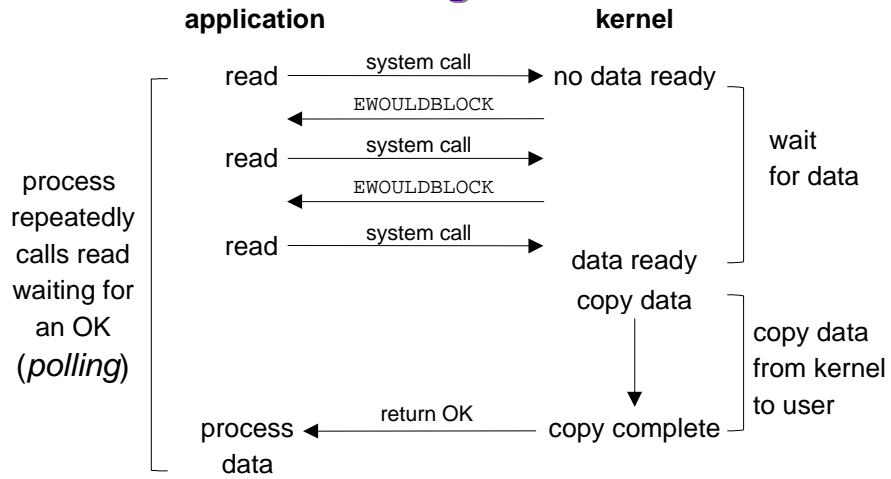 application
kernel
read
system call
no data ready
EWOULDBLOCK
read
system call
EWOULDBLOCK
read
system call
data ready
copy data
return OK
process
data
copy complete
process
repeatedly
calls read
waiting for
an OK
(polling)
wait
for data
copy data
from kernel
to user